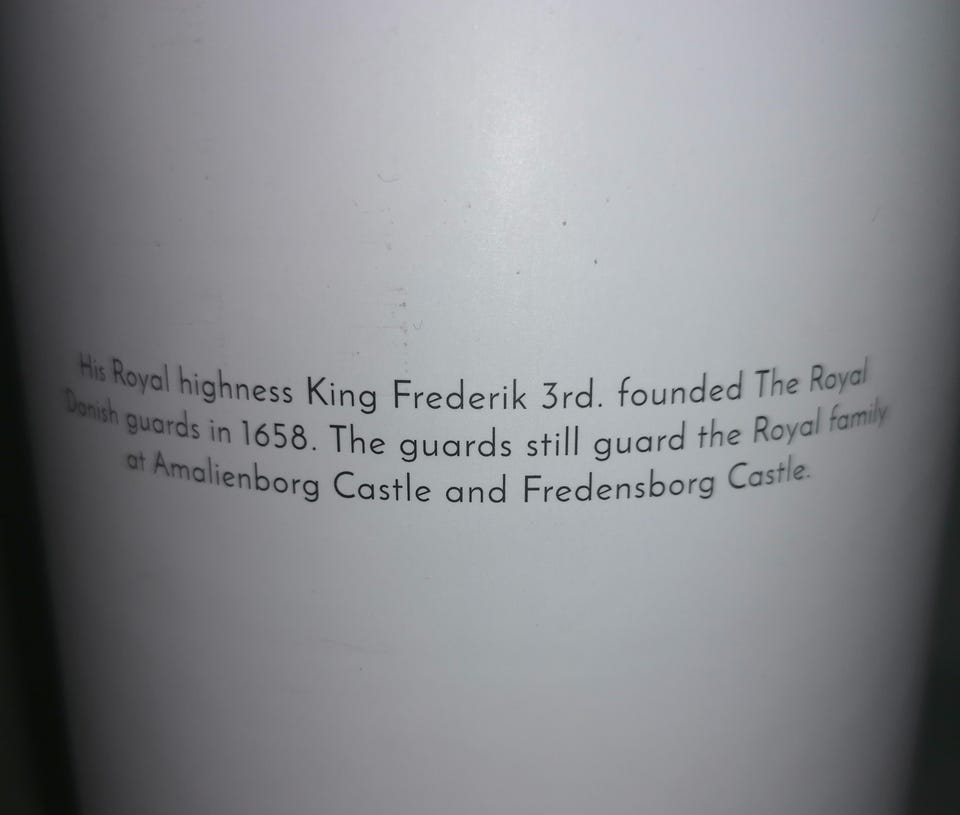 His Royal highness King Frederik 3rd. founded The Royal
Danish guards in 1658. The guards still guard the Royal family
at Amalienborg Castle and Fredensborg Castle.